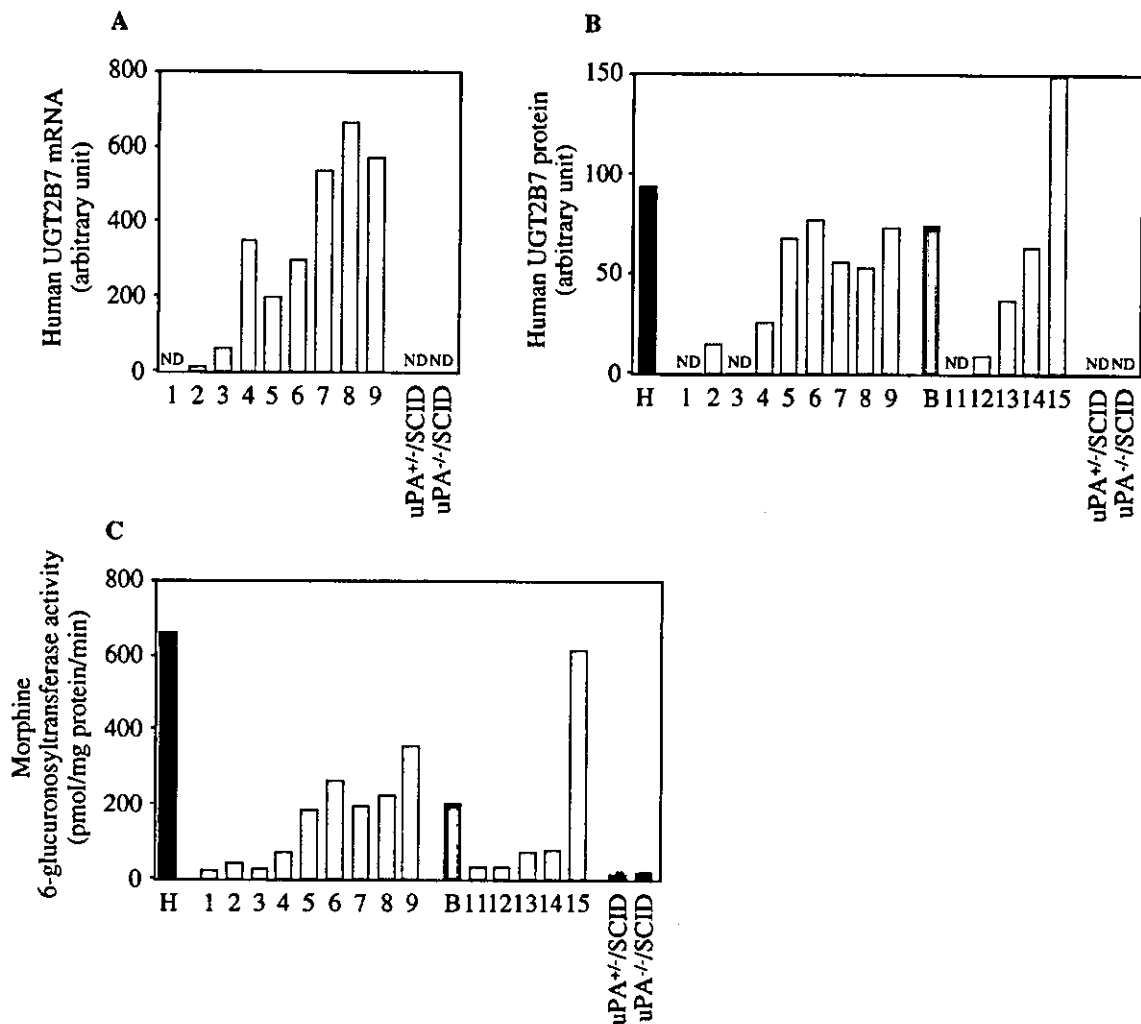 A
Human UGT2B7 mRNA
(arbitrary unit)
800
600
400
200
0
ND
ND ND
1 2 3 4 5 6 7 8 9
uPA+/-/SCID
uPA-/-/SCID
B
Human UGT2B7 protein
(arbitrary unit)
150
100
50
0
ND ND ND ND ND
H 1 2 3 4 5 6 7 8 9 B 11 12 13 14 15
uPA+/-/SCID
uPA-/-/SCID
C
Morphine
6-glucuronosyltransferase activity
(pmol/mg protein/min)
800
600
400
200
0
H 1 2 3 4 5 6 7 8 9 B 11 12 13 14 15
uPA+/-/SCID
uPA-/-/SCID